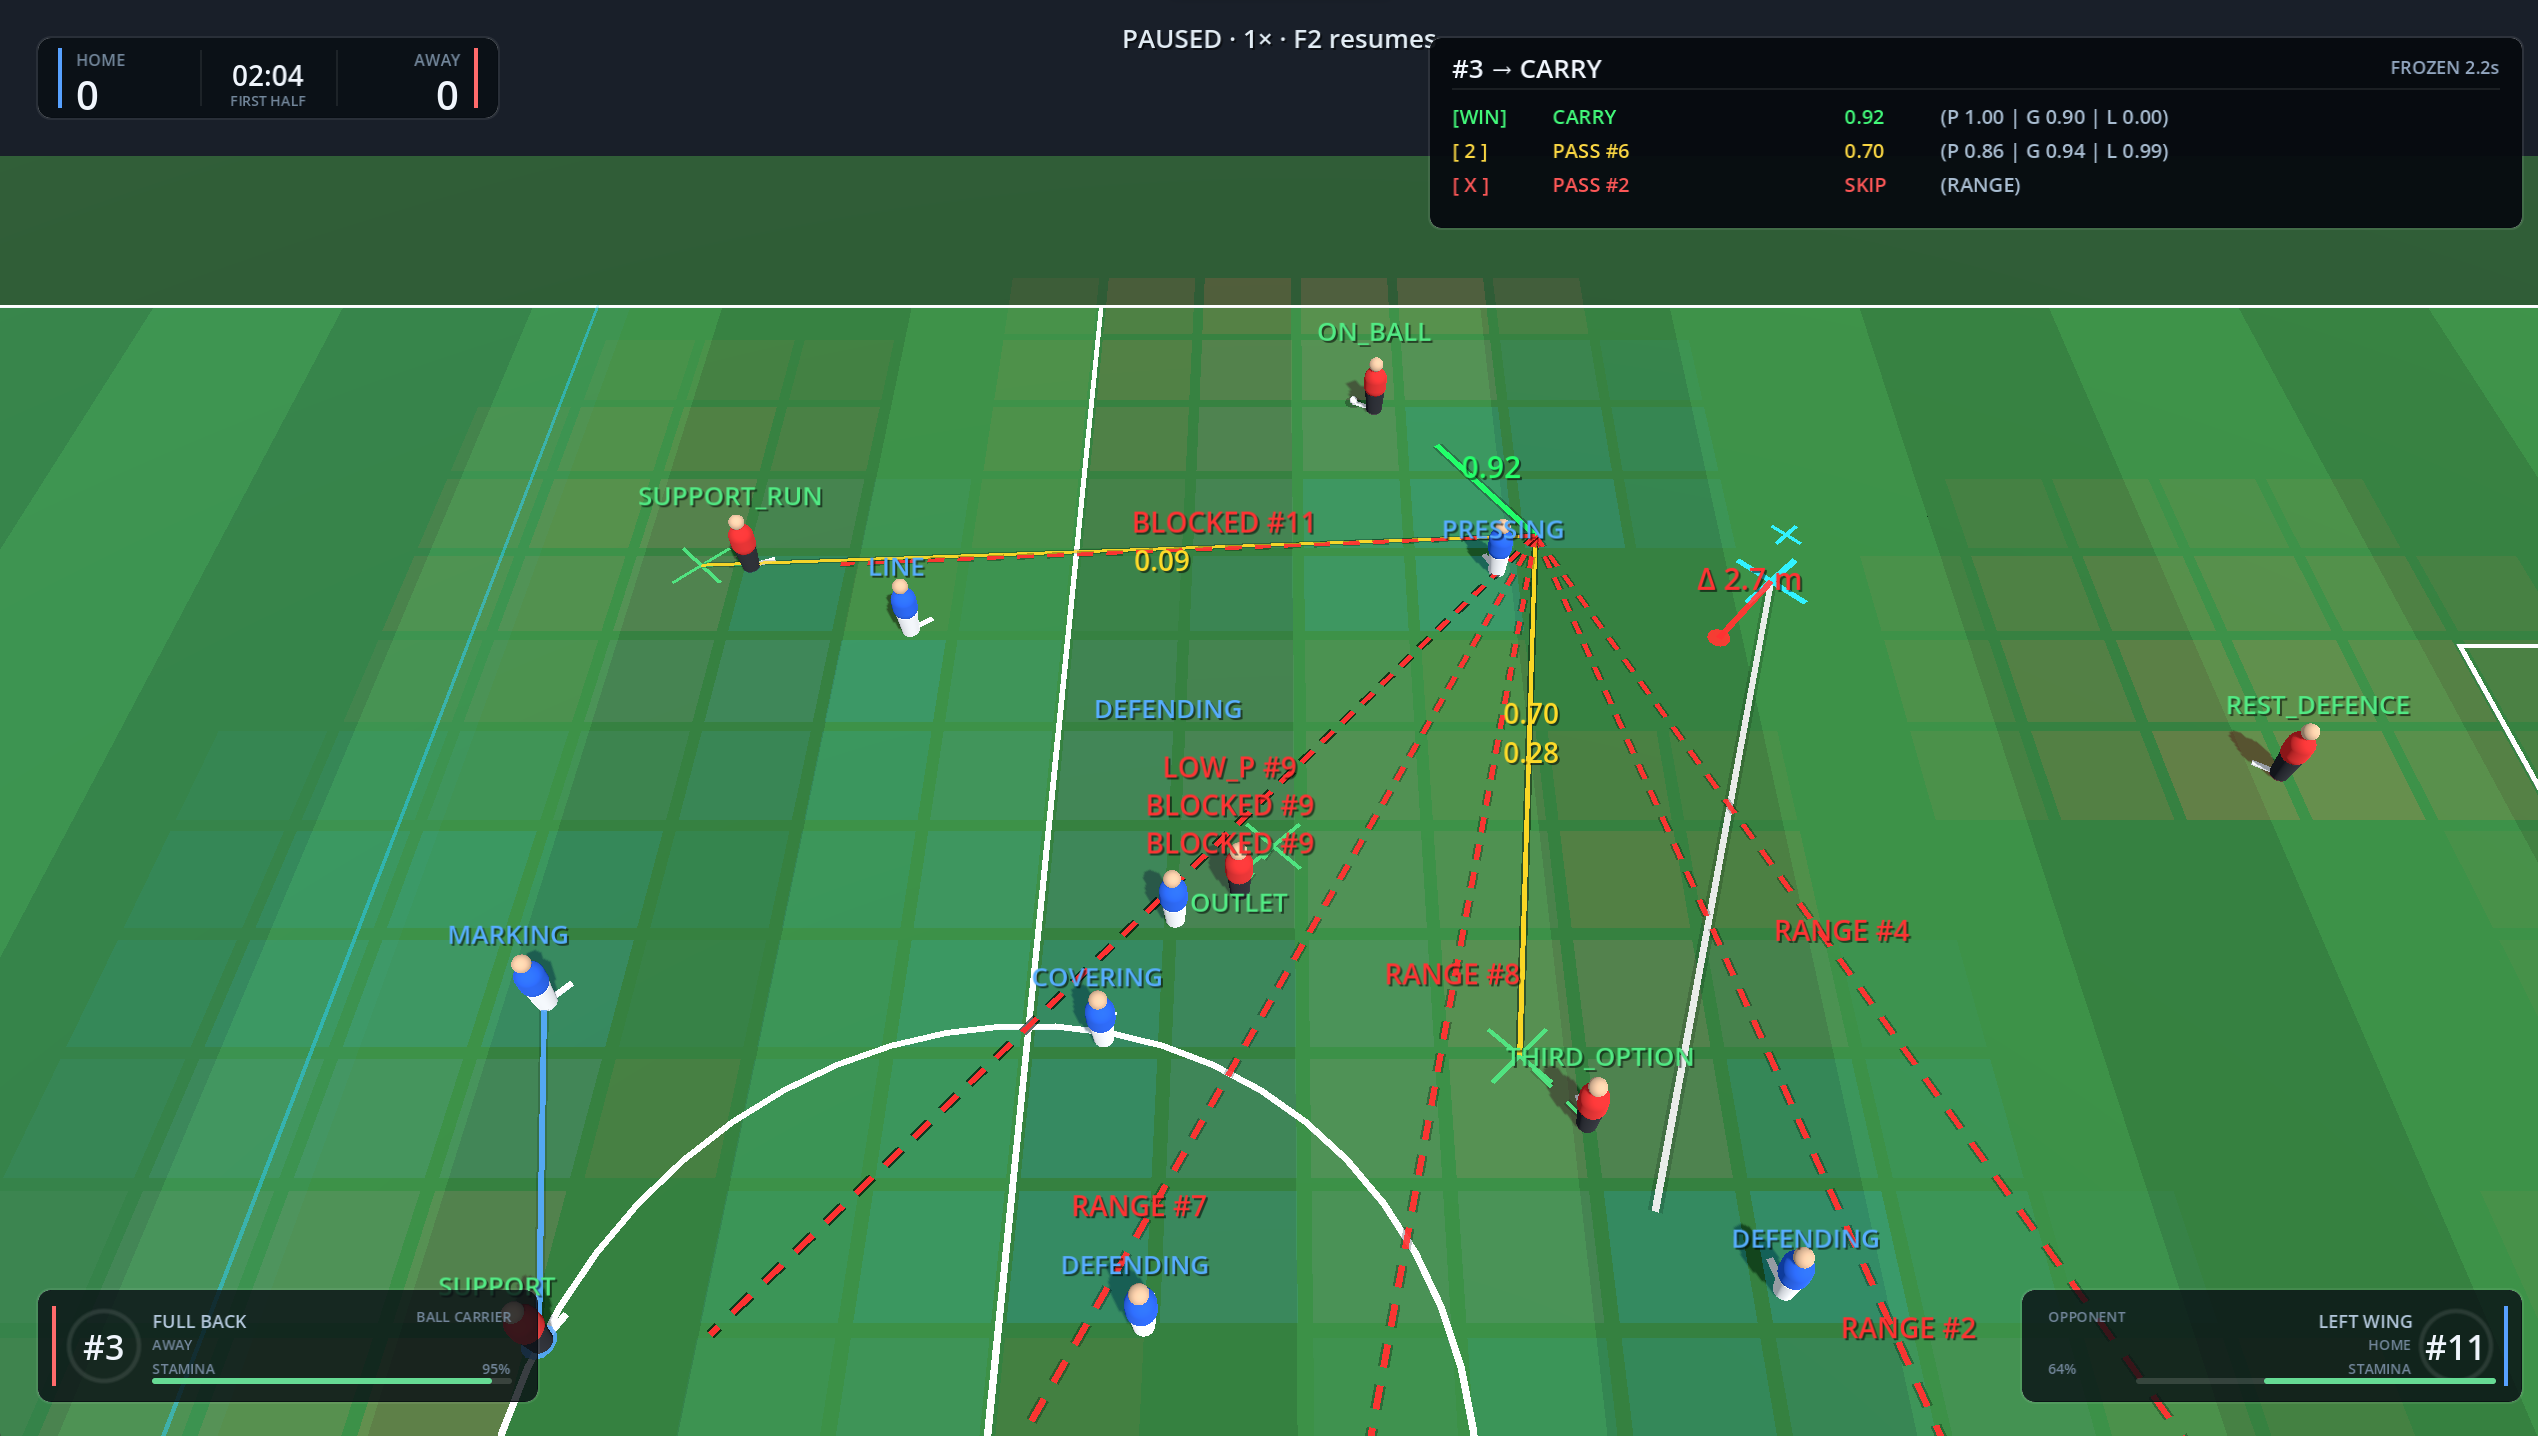 PAUSED · 1× · F2 resumes
HOME
0
02:04
FIRST HALF
AWAY
0
#3 → CARRY
FROZEN 2.2s
[WIN] CARRY 0.92 (P 1.00 | G 0.90 | L 0.00)
[ 2 ] PASS #6 0.70 (P 0.86 | G 0.94 | L 0.99)
[ X ] PASS #2 SKIP (RANGE)
ON_BALL
0.92
SUPPORT_RUN
BLOCKED #11
PRESSING
0.09
LINE
Δ 2.7 m
DEFENDING
0.70
REST_DEFENCE
0.28
LOW_P #9
BLOCKED #9
BLOCKED #9
OUTLET
MARKING
RANGE #4
COVERING
RANGE #8
THIRD_OPTION
RANGE #7
DEFENDING
DEFENDING
SUPPORT
RANGE #2
#3
FULL BACK
BALL CARRIER
AWAY
STAMINA
95%
OPPONENT
LEFT WING
HOME
#11
64%
STAMINA